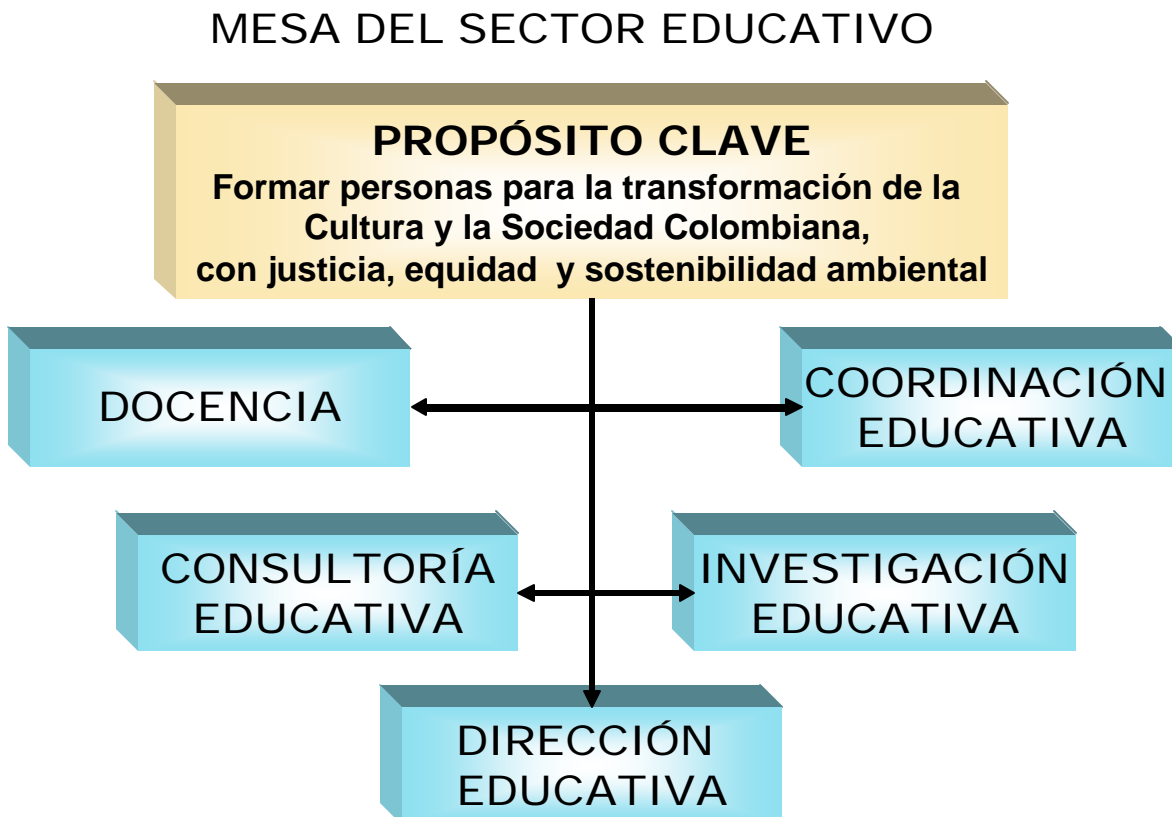 MESA DEL SECTOR EDUCATIVO
PROPÓSITO CLAVE
Formar personas para la transformación de la
Cultura y la Sociedad Colombiana,
con justicia, equidad y sostenibilidad ambiental
DOCENCIA
COORDINACIÓN
EDUCATIVA
CONSULTORÍA
EDUCATIVA
INVESTIGACIÓN
EDUCATIVA
DIRECCIÓN
EDUCATIVA